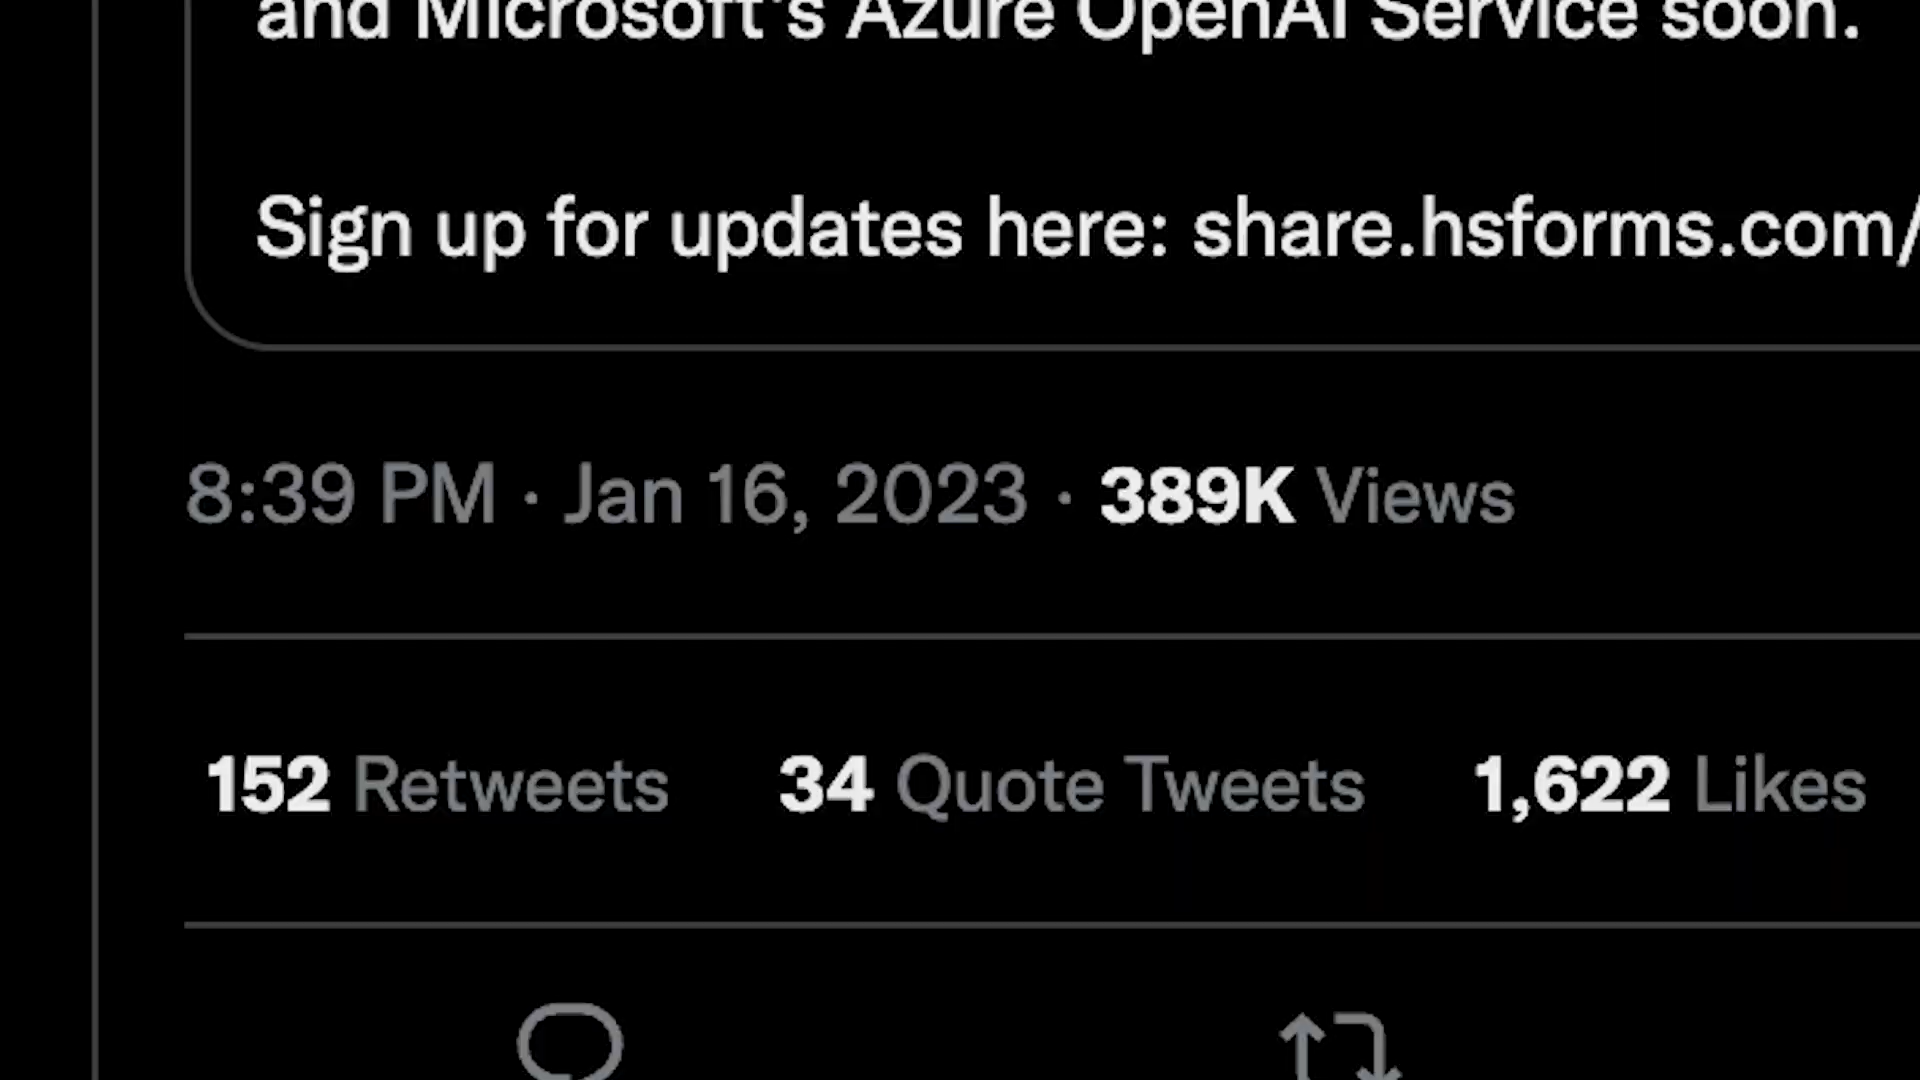 and Microsoft's Azure OpenAI Service soon.
Sign up for updates here: share.hsforms.com/
8:39 PM · Jan 16, 2023 · 389K Views
152 Retweets 34 Quote Tweets 1,622 Likes